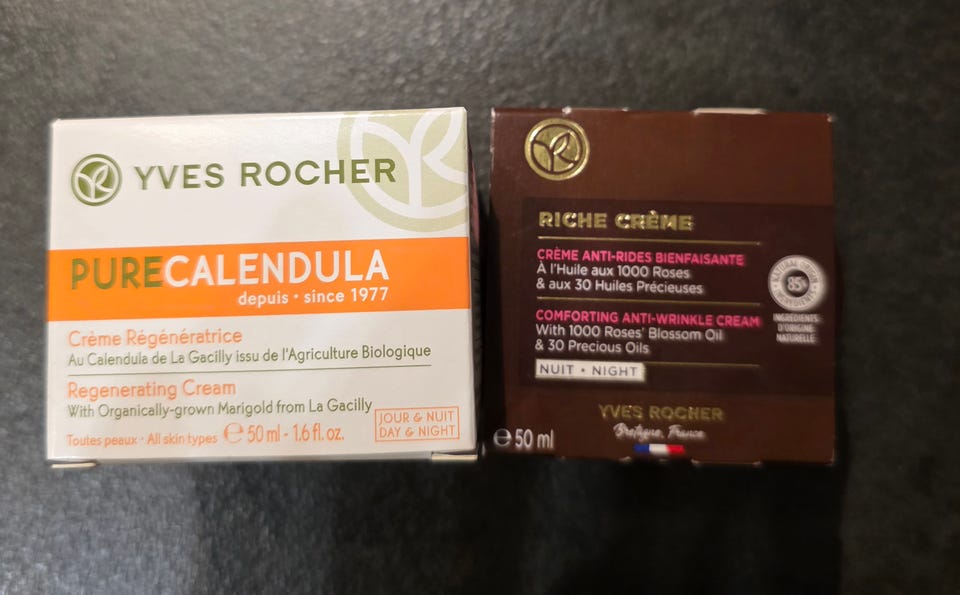 YVES ROCHER
PURECALENDULA
depuis · since 1977
Crème Régénératrice
Au Calendula de La Gacilly issu de l'Agriculture Biologique
Regenerating Cream
With Organically-grown Marigold from La Gacilly
Toutes peaux · All skin types ℮ 50 ml - 1.6 fl. oz.
JOUR & NUIT
DAY & NIGHT
RICHE CRÈME
CRÈME ANTI-RIDES BIENFAISANTE
À l'Huile aux 1000 Roses
& aux 30 Huiles Précieuses
COMFORTING ANTI-WRINKLE CREAM
With 1000 Roses' Blossom Oil
& 30 Precious Oils
NUIT · NIGHT
NATURAL ORIGIN
85%
INGREDIENTS
INGRÉDIENTS
D'ORIGINE
NATURELLE
YVES ROCHER
Bretagne, France
℮ 50 ml